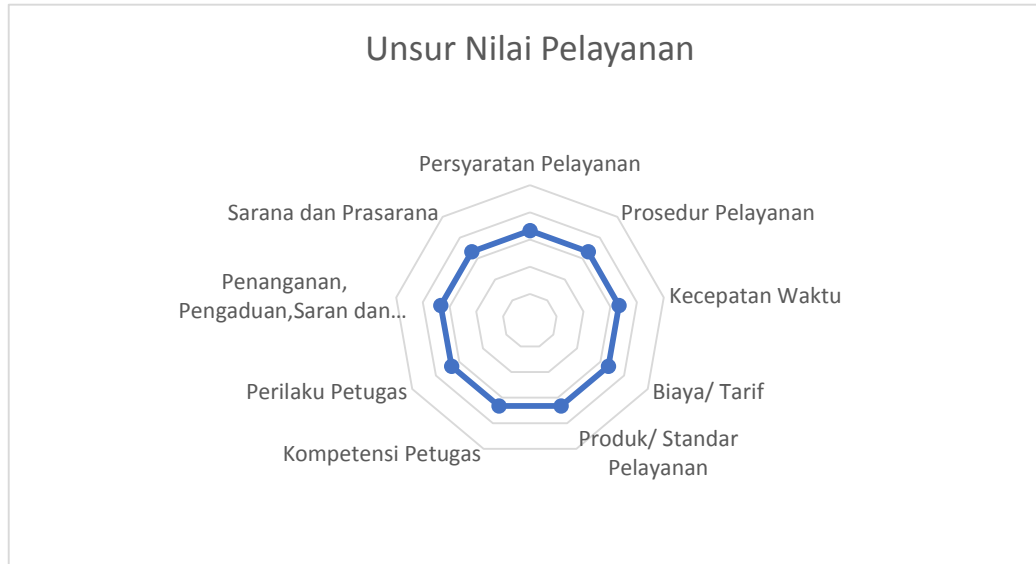 Unsur Nilai Pelayanan
Persyaratan Pelayanan
Prosedur Pelayanan
Kecepatan Waktu
Biaya/ Tarif
Produk/ Standar
Pelayanan
Kompetensi Petugas
Perilaku Petugas
Penanganan,
Pengaduan,Saran dan…
Sarana dan Prasarana